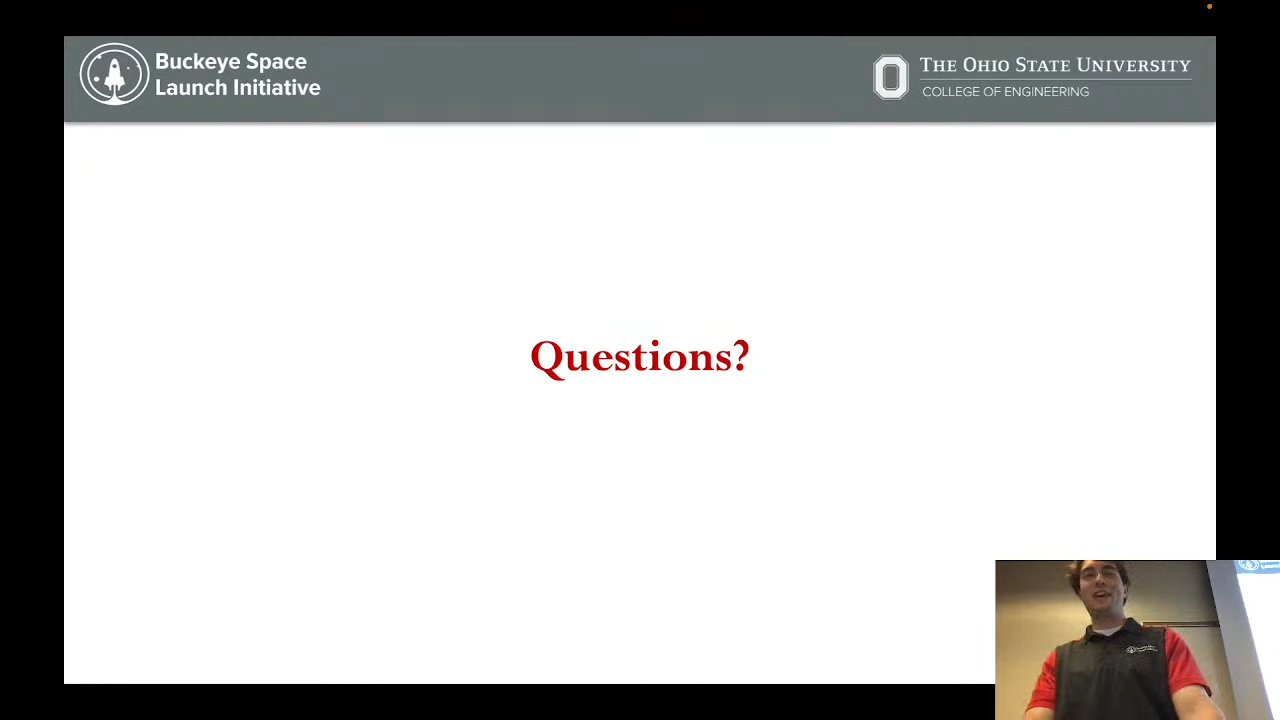 Buckeye Space
Launch Initiative
THE OHIO STATE UNIVERSITY
COLLEGE OF ENGINEERING
Questions?